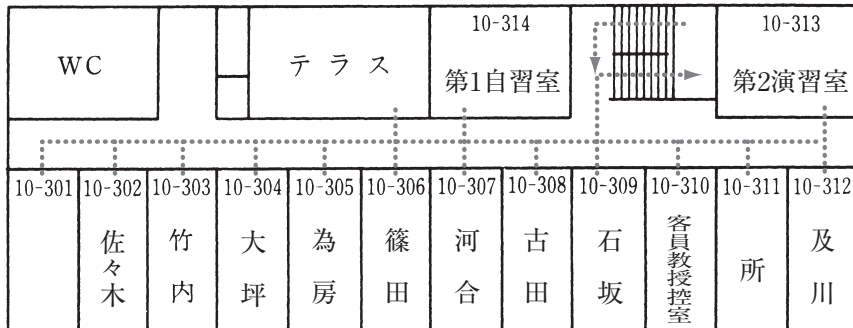 10-314
10-313
WC
テラス
第1自習室
第2演習室
10-301
10-302
10-303
10-304
10-305
10-306
10-307
10-308
10-309
10-310
10-311
10-312
佐々木
竹内
大坪
為房
篠田
河合
古田
石坂
客員教授控室
所
及川